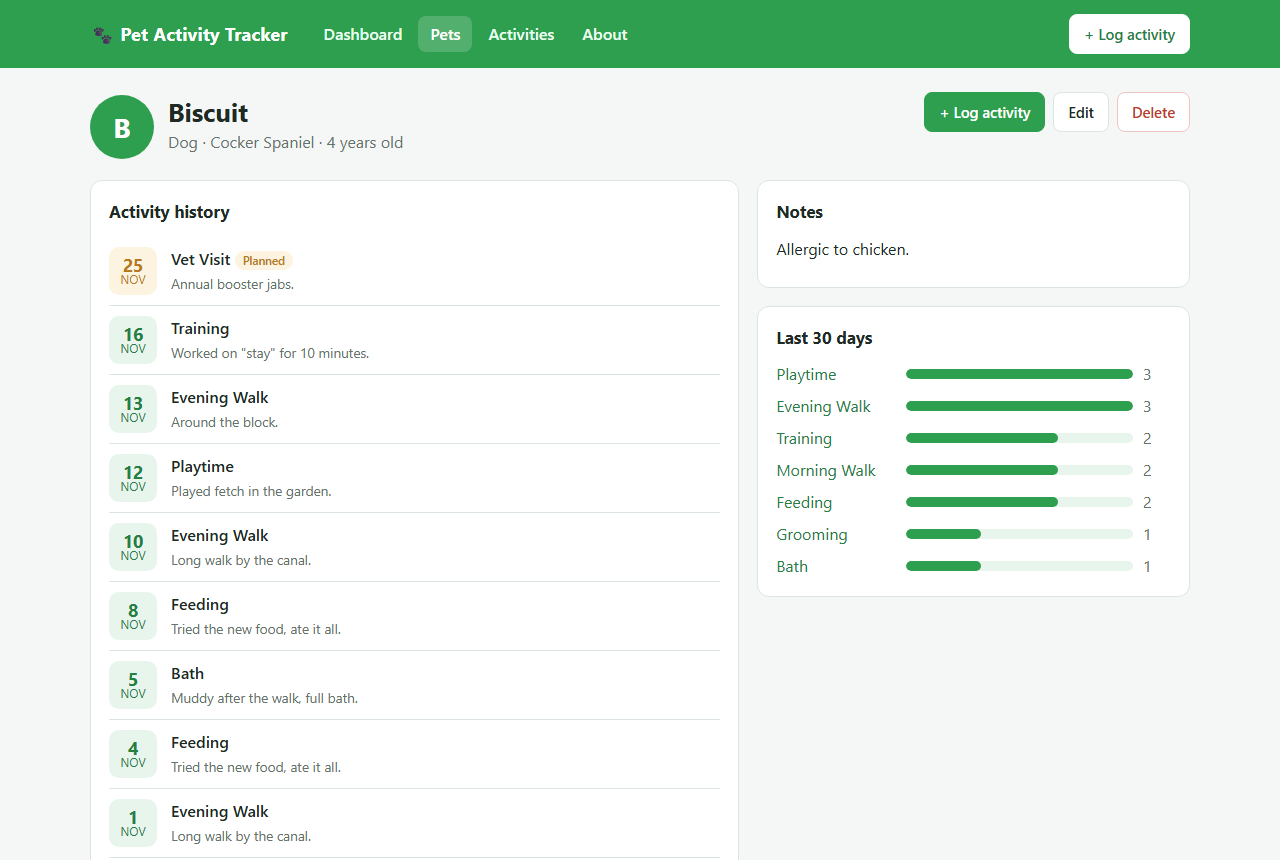 Pet Activity Tracker Dashboard Pets Activities About + Log activity
B
Biscuit
Dog · Cocker Spaniel · 4 years old
+ Log activity Edit Delete
Activity history
25 NOV
Vet Visit Planned
Annual booster jabs.
16 NOV
Training
Worked on "stay" for 10 minutes.
13 NOV
Evening Walk
Around the block.
12 NOV
Playtime
Played fetch in the garden.
10 NOV
Evening Walk
Long walk by the canal.
8 NOV
Feeding
Tried the new food, ate it all.
5 NOV
Bath
Muddy after the walk, full bath.
4 NOV
Feeding
Tried the new food, ate it all.
1 NOV
Evening Walk
Long walk by the canal.
Notes
Allergic to chicken.
Last 30 days
Playtime 3
Evening Walk 3
Training 2
Morning Walk 2
Feeding 2
Grooming 1
Bath 1